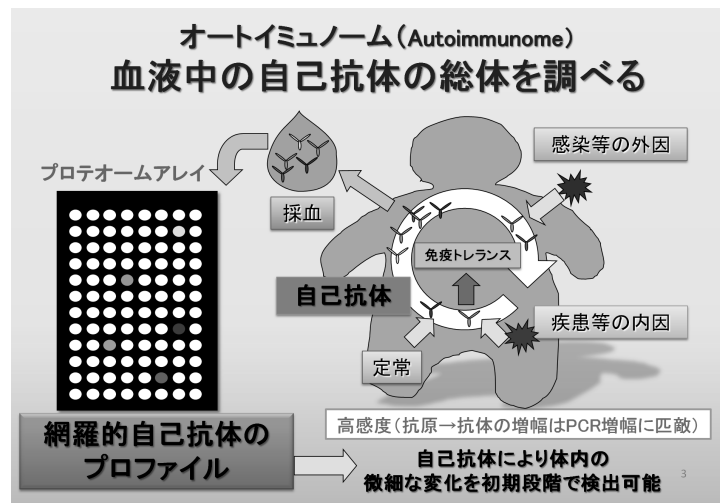 オートイミュノーム（Autoimmunome）
血液中の自己抗体の総体を調べる
プロテオームアレイ
採血
感染等の外因
免疫トレランス
自己抗体
疾患等の内因
定常
高感度（抗原→抗体の増幅はPCR増幅に匹敵）
網羅的自己抗体の
プロファイル
自己抗体により体内の
微細な変化を初期段階で検出可能
3